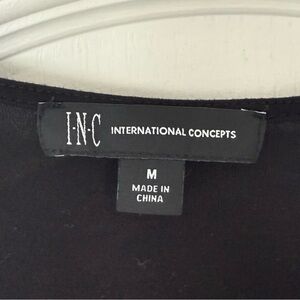 I·N·C INTERNATIONAL CONCEPTS
M
MADE IN
CHINA